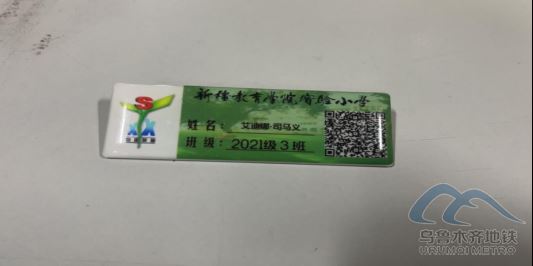 新疆教育学院实验小学
姓名：艾迪娜·司马义
班级：2021级3班
乌鲁木齐地铁
URUMQI METRO